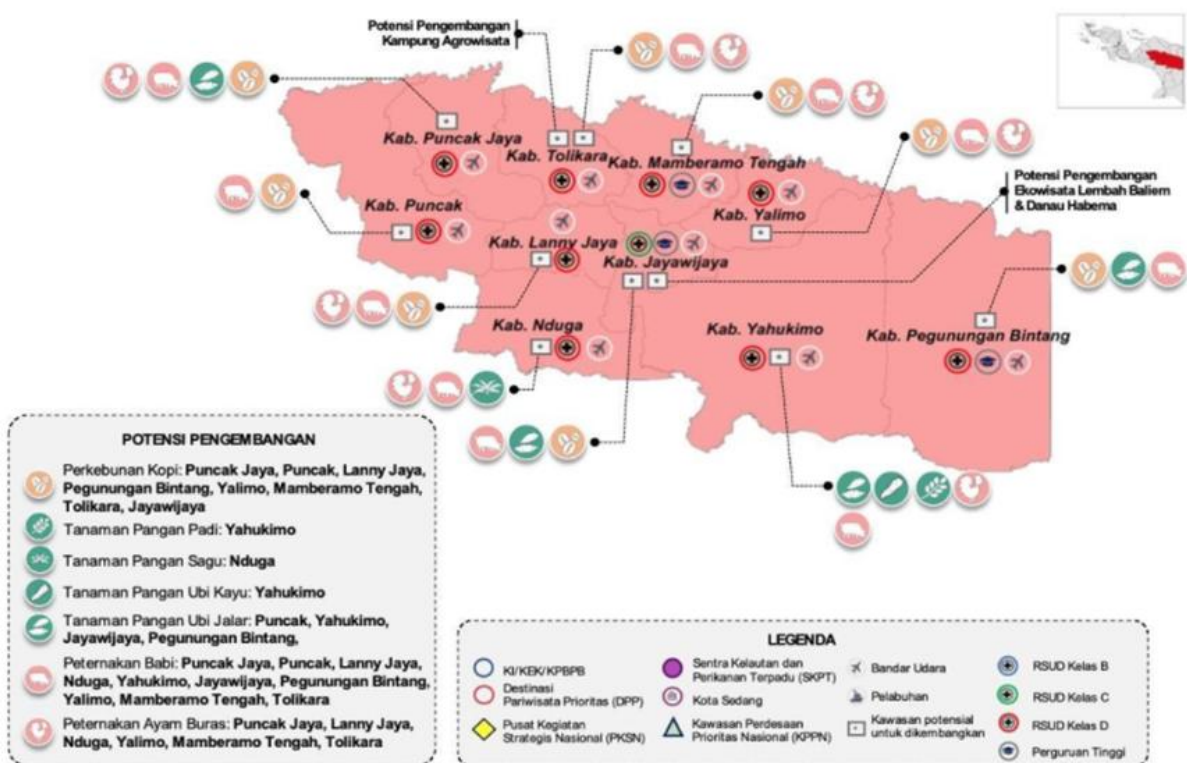 Potensi Pengembangan
Kampung Agrowisata
Kab. Puncak Jaya
Kab. Tolikara
Kab. Mamberamo Tengah
Potensi Pengembangan
Ekowisata Lembah Baliem
& Danau Habema
Kab. Puncak
Kab. Yalimo
Kab. Lanny Jaya
Kab. Jayawijaya
Kab. Nduga
Kab. Yahukimo
Kab. Pegunungan Bintang
POTENSI PENGEMBANGAN
Perkebunan Kopi: Puncak Jaya, Puncak, Lanny Jaya,
Pegunungan Bintang, Yalimo, Mamberamo Tengah,
Tolikara, Jayawijaya
Tanaman Pangan Padi: Yahukimo
Tanaman Pangan Sagu: Nduga
Tanaman Pangan Ubi Kayu: Yahukimo
Tanaman Pangan Ubi Jalar: Puncak, Yahukimo,
Jayawijaya, Pegunungan Bintang,
Peternakan Babi: Puncak Jaya, Puncak, Lanny Jaya,
Nduga, Yahukimo, Jayawijaya, Pegunungan Bintang,
Yalimo, Mamberamo Tengah, Tolikara
Peternakan Ayam Buras: Puncak Jaya, Lanny Jaya,
Nduga, Yalimo, Mamberamo Tengah, Tolikara
LEGENDA
KI/KEK/KPBPB
Destinasi
Pariwisata Prioritas (DPP)
Pusat Kegiatan
Strategis Nasional (PKSN)
Sentra Kelautan dan
Perikanan Terpadu (SKPT)
Kota Sedang
Kawasan Perdesaan
Prioritas Nasional (KPPN)
Bandar Udara
Pelabuhan
Kawasan potensial
untuk dikembangkan
RSUD Kelas B
RSUD Kelas C
RSUD Kelas D
Perguruan Tinggi